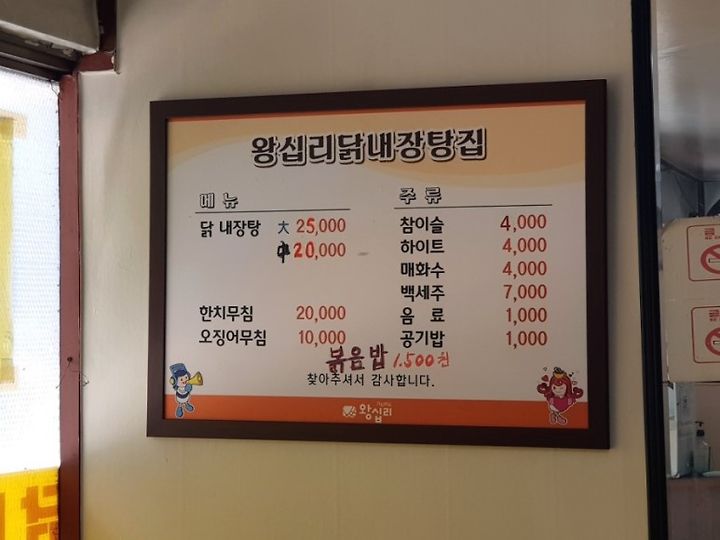 왕십리닭내장탕집
메 뉴
닭 내장탕 大 25,000
中 20,000
한치무침 20,000
오징어무침 10,000
주 류
참이슬 4,000
하이트 4,000
매화수 4,000
백세주 7,000
음 료 1,000
공기밥 1,000
볶음밥 1.500원
찾아주셔서 감사합니다.
왕십리